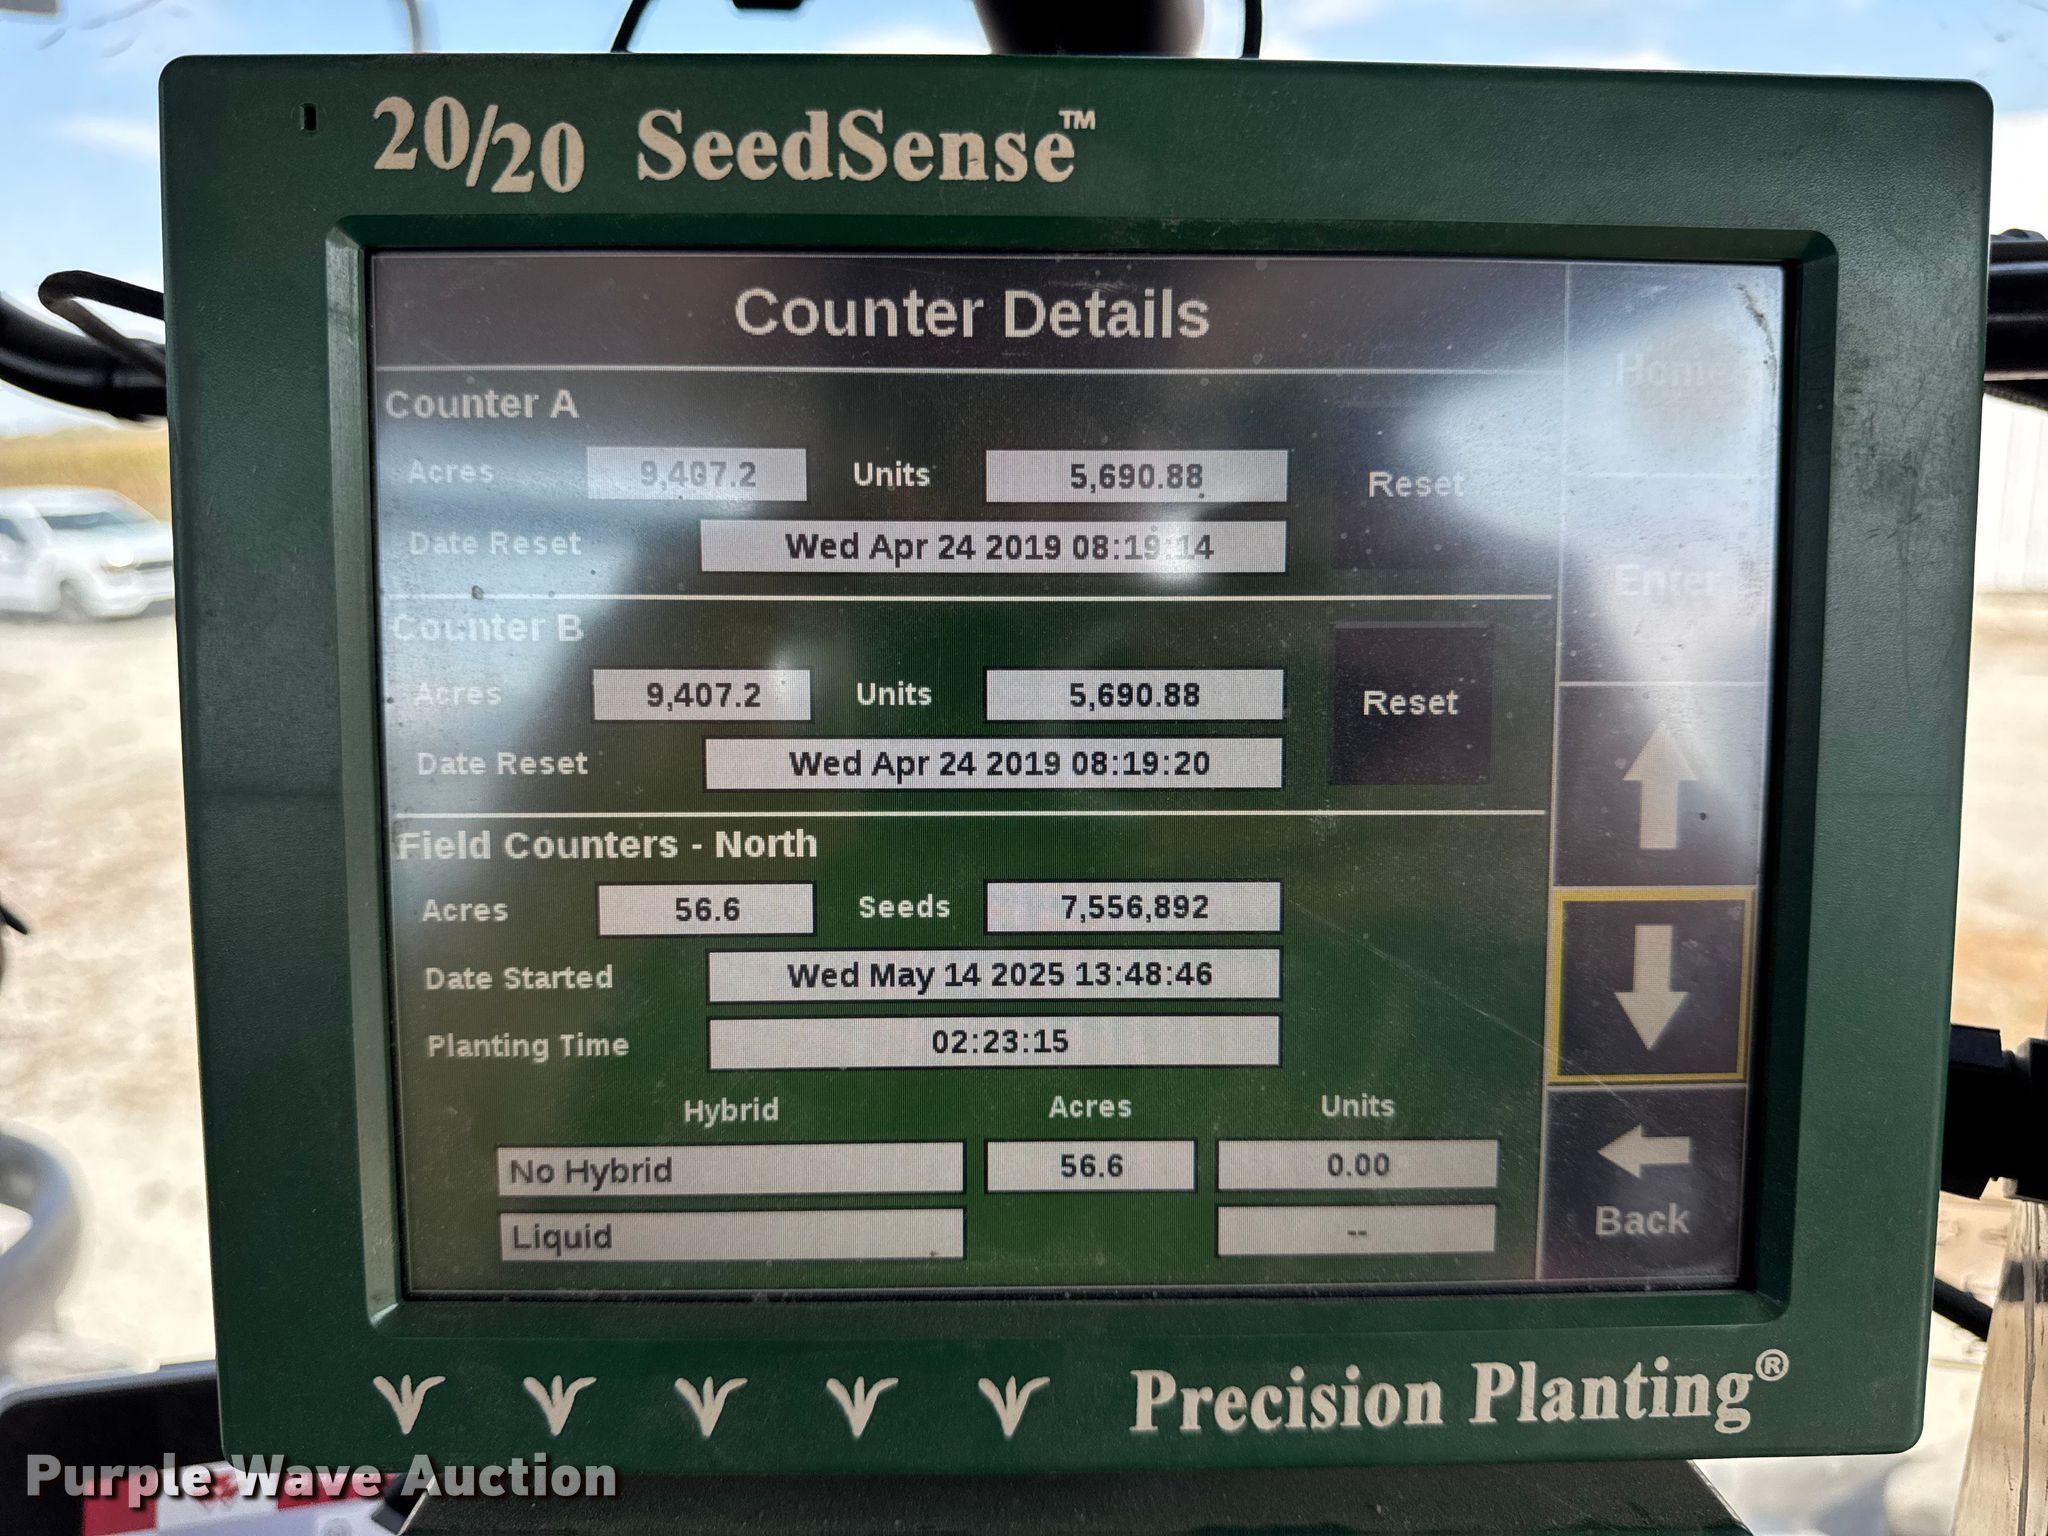 20/20 SeedSense™
Counter Details
Home
Counter A
Acres 9,407.2 Units 5,690.88 Reset
Date Reset Wed Apr 24 2019 08:19:14
Enter
Counter B
Acres 9,407.2 Units 5,690.88 Reset
Date Reset Wed Apr 24 2019 08:19:20
Field Counters - North
Acres 56.6 Seeds 7,556,892
Date Started Wed May 14 2025 13:48:46
Planting Time 02:23:15
Hybrid Acres Units
No Hybrid 56.6 0.00
Liquid --
Back
Precision Planting®
Purple Wave Auction